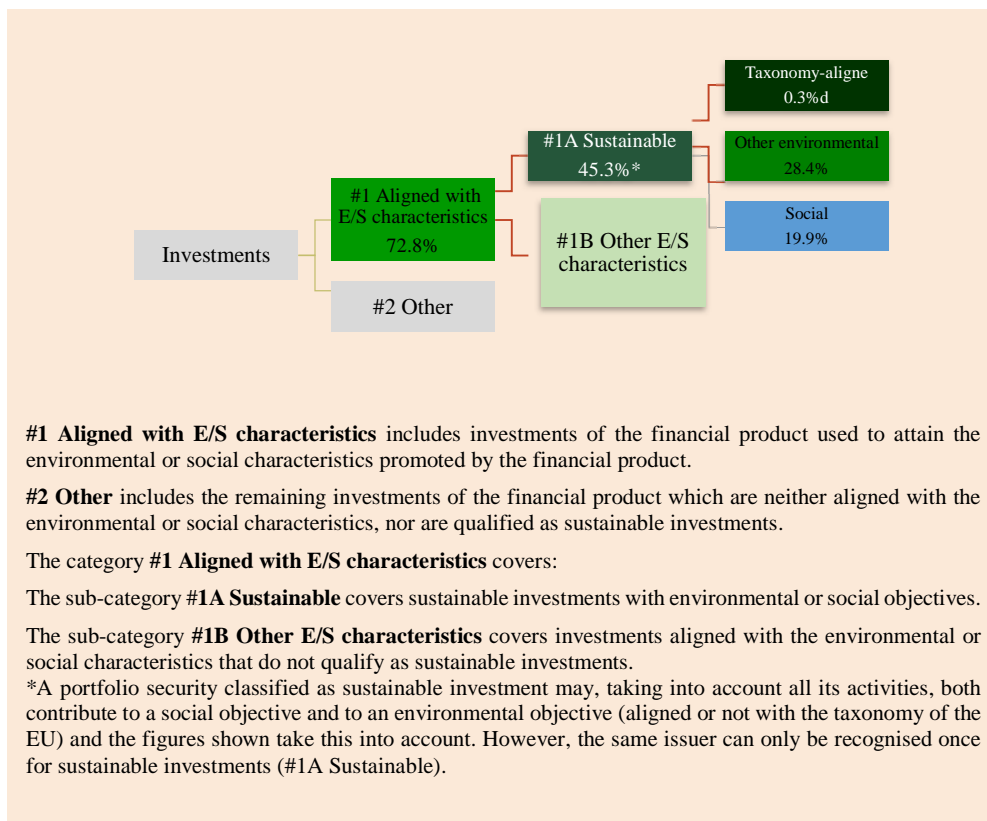 Taxonomy-aligne
0.3%d
#1A Sustainable
45.3%*
Other environmental
28.4%
#1 Aligned with
E/S characteristics
72.8%
Social
19.9%
#1B Other E/S
characteristics
Investments
#2 Other
#1 Aligned with E/S characteristics includes investments of the financial product used to attain the
environmental or social characteristics promoted by the financial product.
#2 Other includes the remaining investments of the financial product which are neither aligned with the
environmental or social characteristics, nor are qualified as sustainable investments.
The category #1 Aligned with E/S characteristics covers:
The sub-category #1A Sustainable covers sustainable investments with environmental or social objectives.
The sub-category #1B Other E/S characteristics covers investments aligned with the environmental or
social characteristics that do not qualify as sustainable investments.
*A portfolio security classified as sustainable investment may, taking into account all its activities, both
contribute to a social objective and to an environmental objective (aligned or not with the taxonomy of the
EU) and the figures shown take this into account. However, the same issuer can only be recognised once
for sustainable investments (#1A Sustainable).